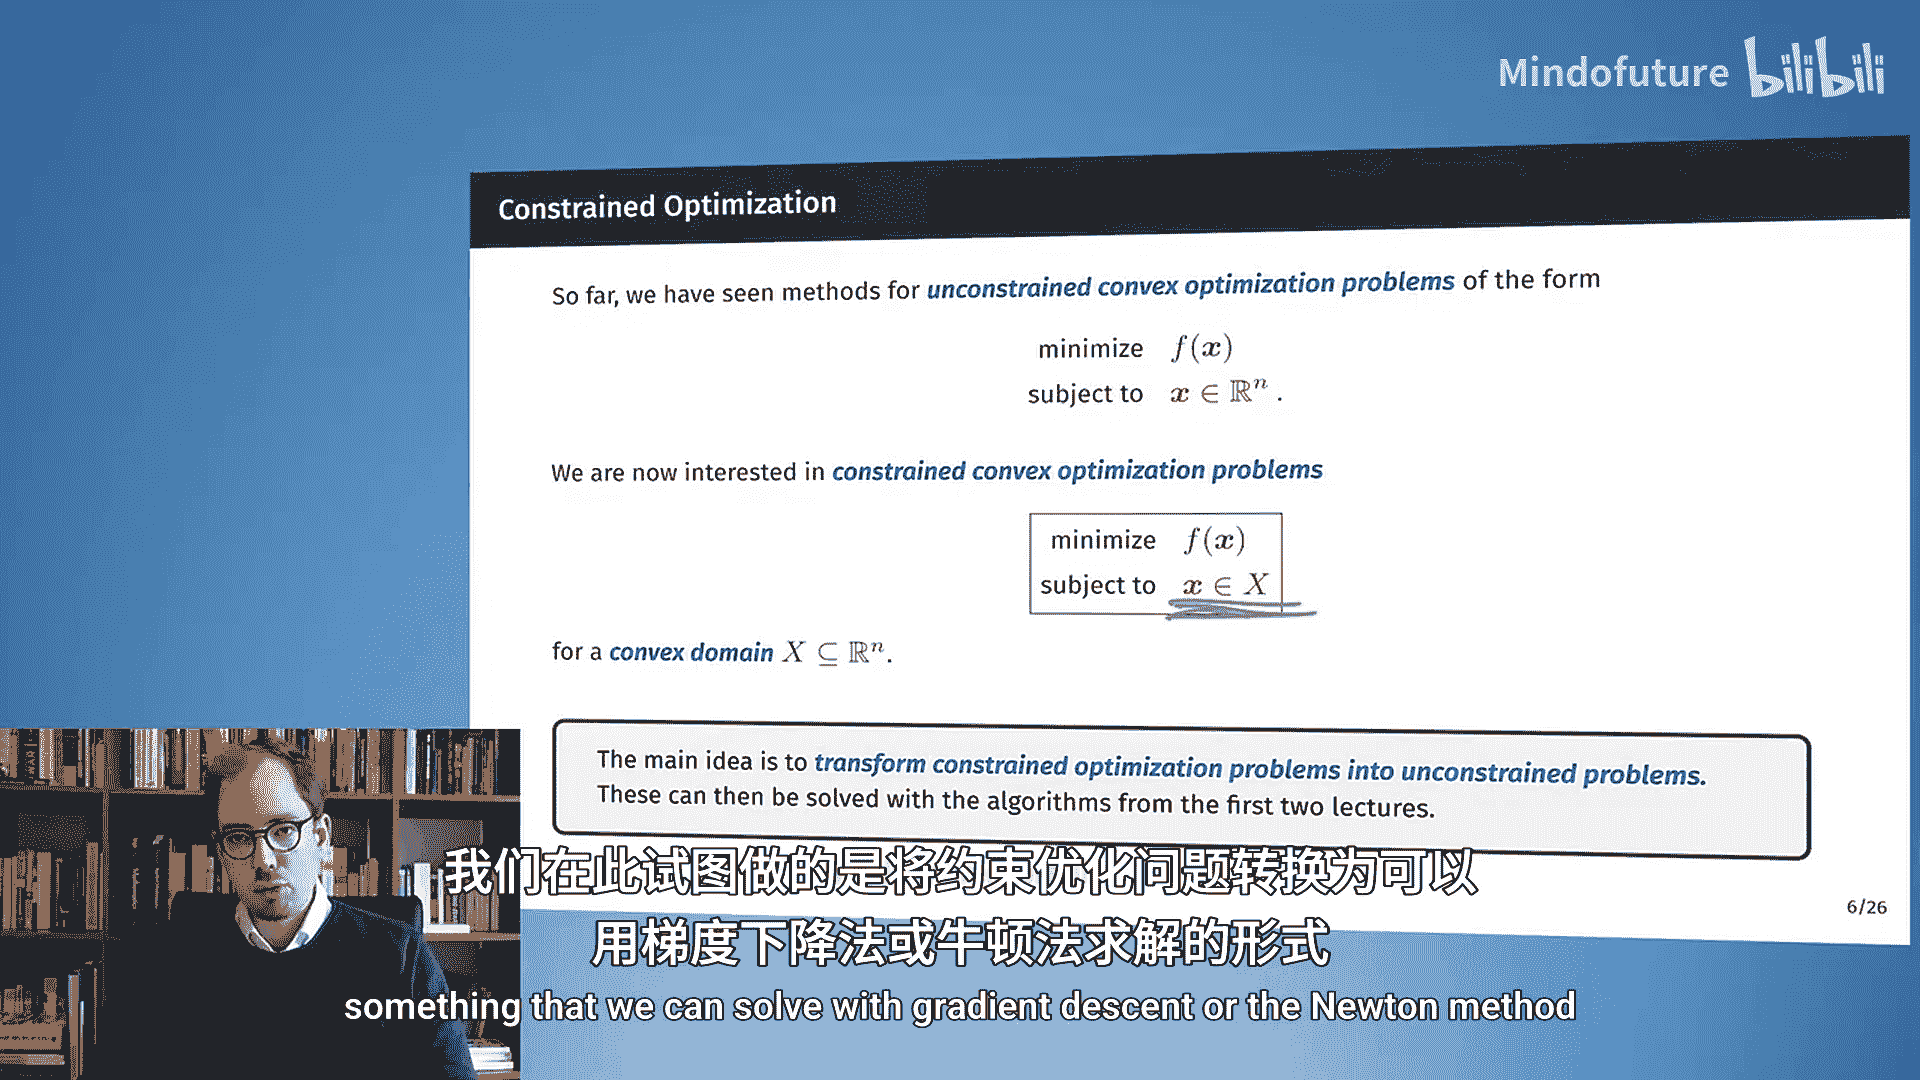 Mindofuture bilibili
Constrained Optimization
So far, we have seen methods for unconstrained convex optimization problems of the form
minimize f(x)
subject to x ∈ ℝⁿ .
We are now interested in constrained convex optimization problems
minimize f(x)
subject to x ∈ X
for a convex domain X ⊆ ℝⁿ.
The main idea is to transform constrained optimization problems into unconstrained problems.
These can then be solved with the algorithms from the first two lectures.
6/26
我们在此试图做的是将约束优化问题转换为可以
用梯度下降法或牛顿法求解的形式
something that we can solve with gradient descent or the Newton method